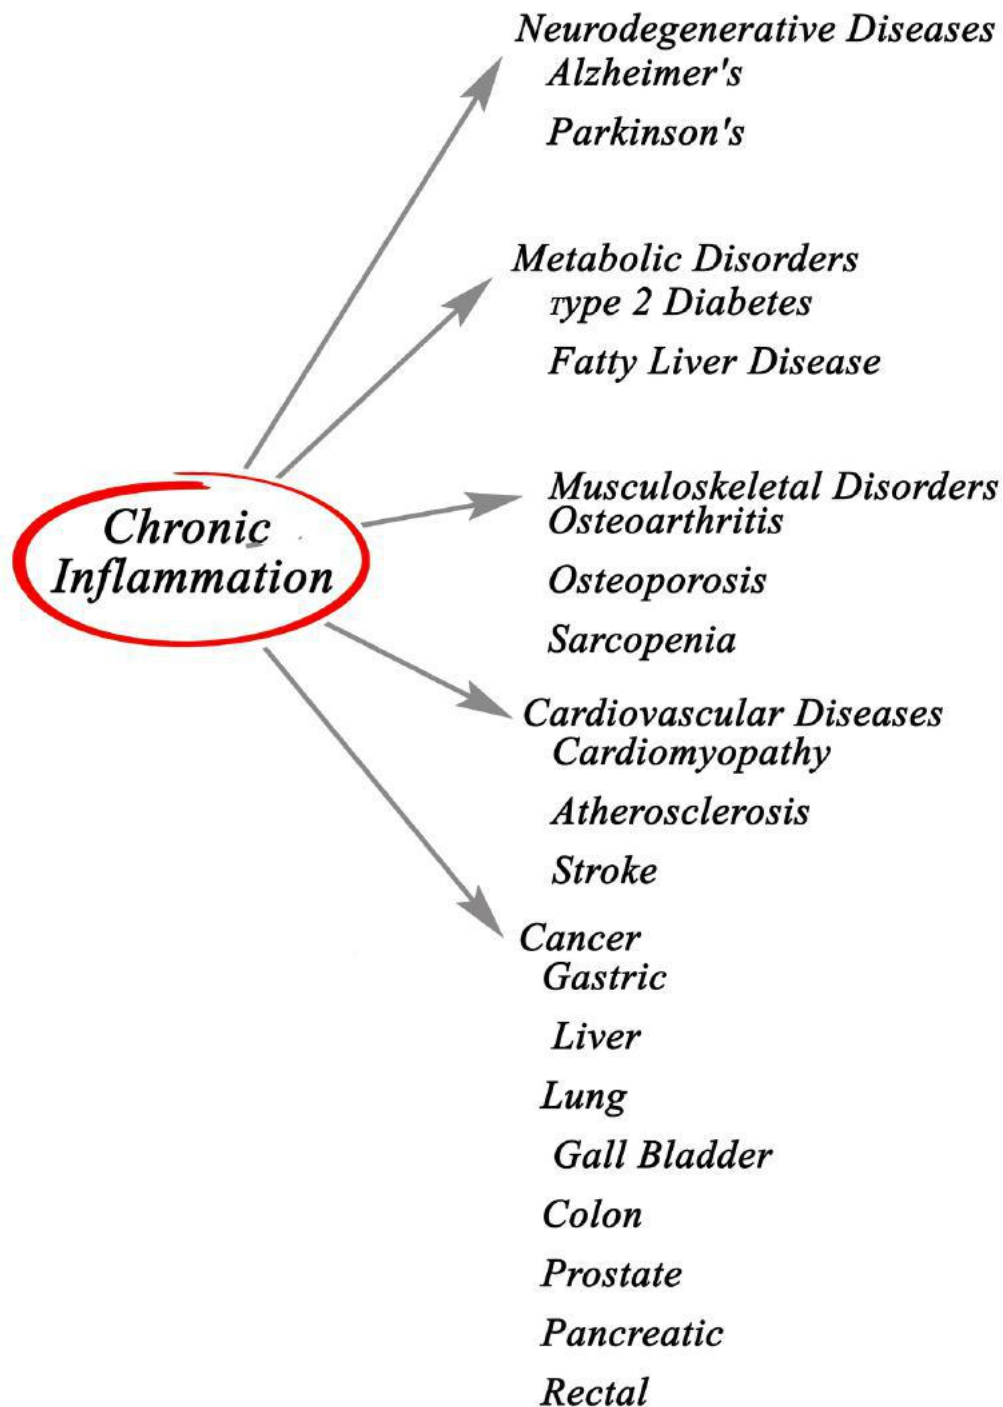 Neurodegenerative Diseases
Alzheimer's
Parkinson's
Metabolic Disorders
Type 2 Diabetes
Fatty Liver Disease
Chronic
Inflammation
Musculoskeletal Disorders
Osteoarthritis
Osteoporosis
Sarcopenia
Cardiovascular Diseases
Cardiomyopathy
Atherosclerosis
Stroke
Cancer
Gastric
Liver
Lung
Gall Bladder
Colon
Prostate
Pancreatic
Rectal